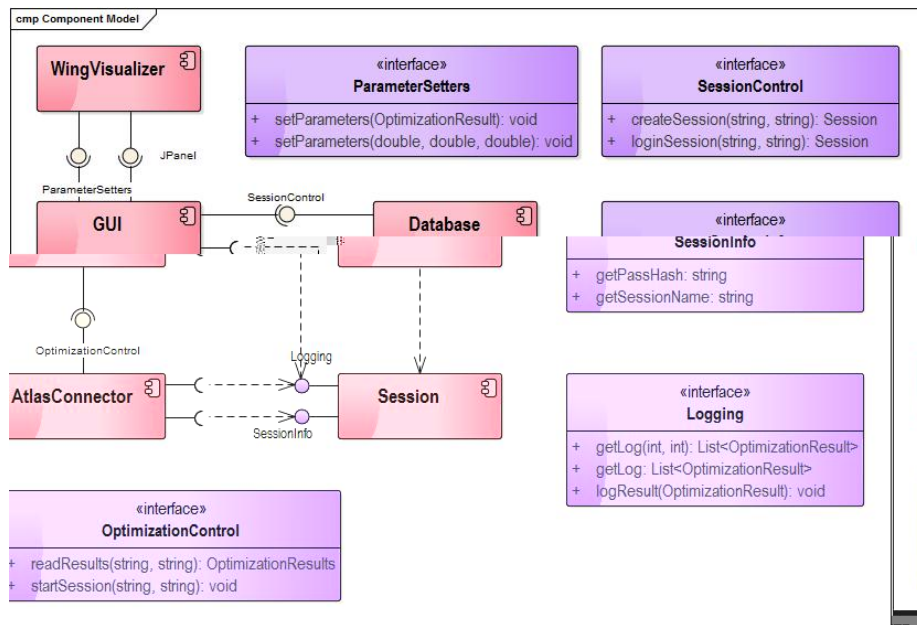 cmp Component Model
WingVisualizer
«interface»
ParameterSetters
+ setParameters(OptimizationResult): void
+ setParameters(double, double, double): void
«interface»
SessionControl
+ createSession(string, string): Session
+ loginSession(string, string): Session
JPanel
ParameterSetters
SessionControl
GUI
Database
«interface»
SessionInfo
+ getPassHash: string
+ getSessionName: string
OptimizationControl
Logging
AtlasConnector
Session
SessionInfo
«interface»
Logging
+ getLog(int, int): List<OptimizationResult>
+ getLog: List<OptimizationResult>
+ logResult(OptimizationResult): void
«interface»
OptimizationControl
+ readResults(string, string): OptimizationResults
+ startSession(string, string): void